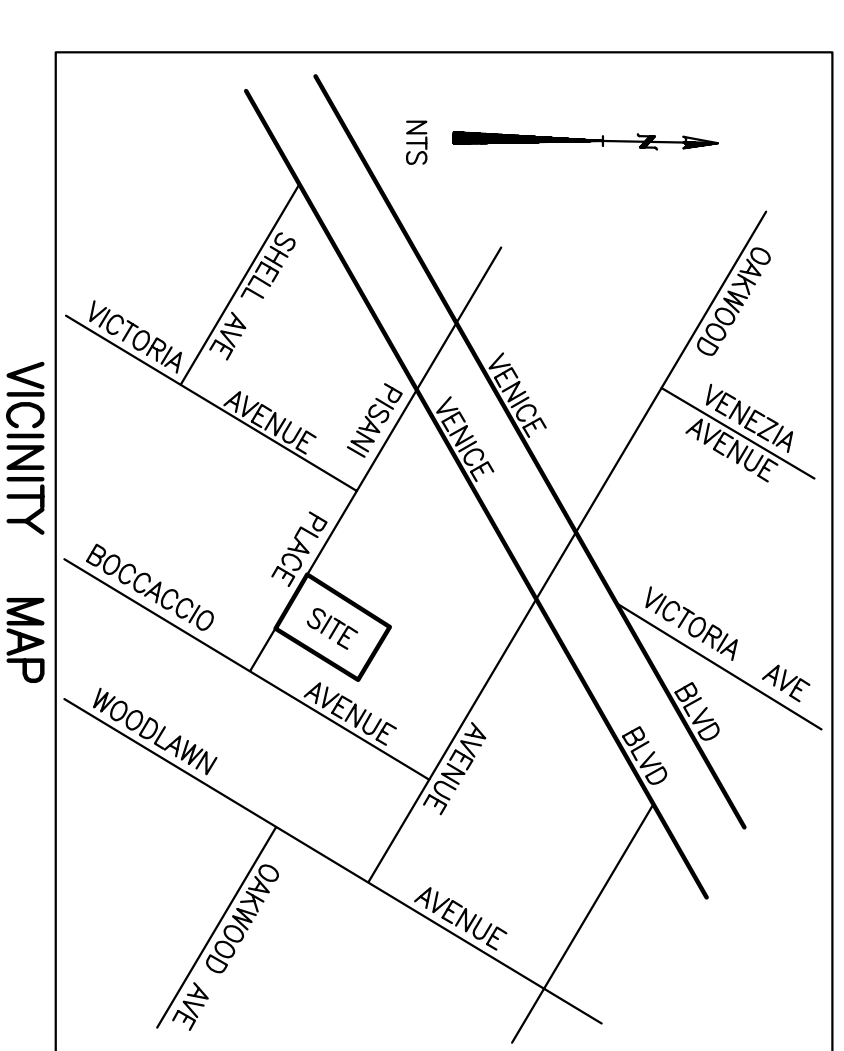 N
NTS
OAKWOOD
AVENUE
VENEZIA
AVENUE
VENICE
BLVD
VENICE
BLVD
VICTORIA AVE
SHELL AVE
VICTORIA
AVENUE
PISANI
PLACE
SITE
BOCCACCIO
AVENUE
WOODLAWN
AVENUE
OAKWOOD AVE
VICINITY MAP